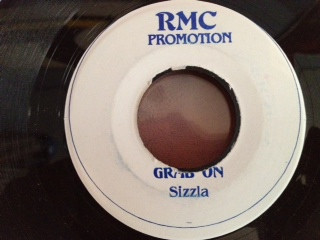 RMC
PROMOTION
GRAB ON
Sizzla